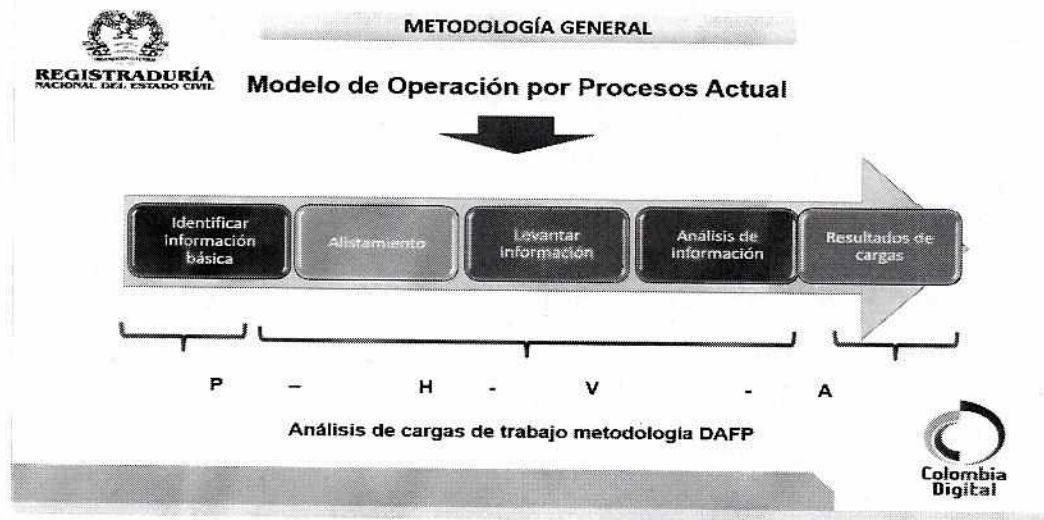 METODOLOGÍA GENERAL
REGISTRADURÍA
NACIONAL DEL ESTADO CIVIL
Modelo de Operación por Procesos Actual
Identificar
información
básica
Alistamiento
Levantar
información
Análisis de
información
Resultados de
cargas
P – H - V - A
Análisis de cargas de trabajo metodología DAFP
Colombia
Digital